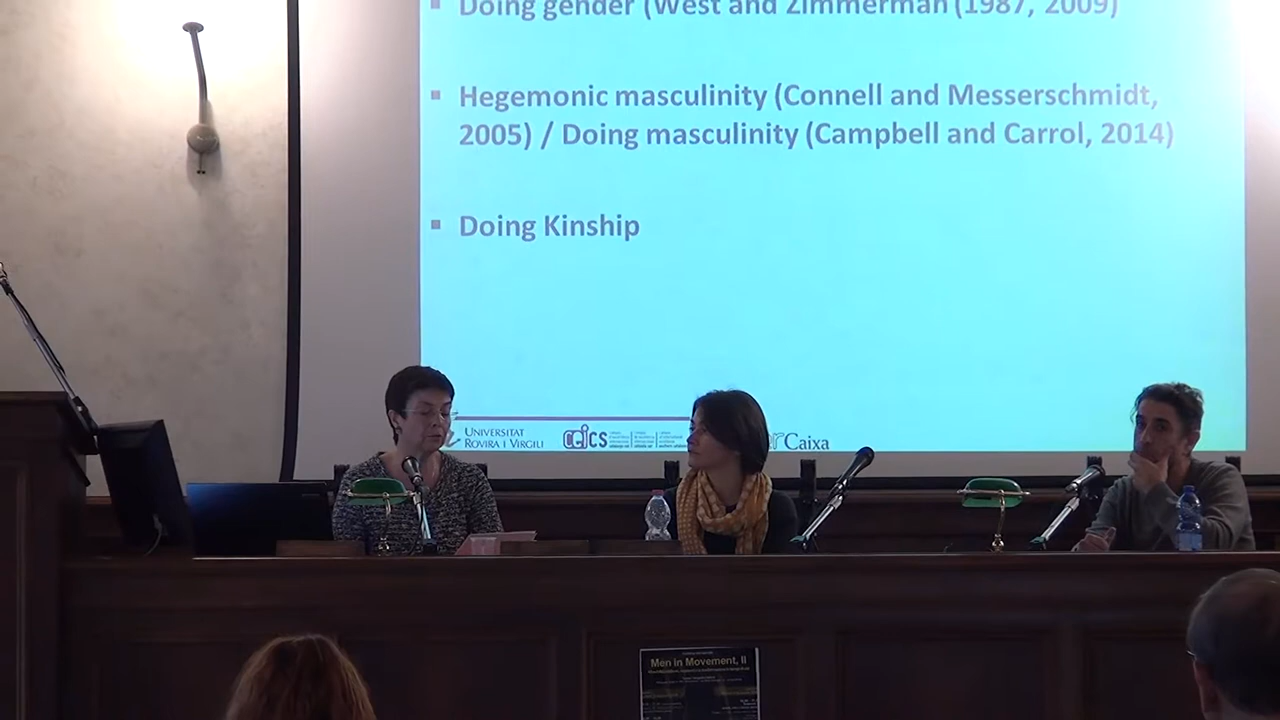 ▪ Doing gender (West and Zimmerman (1987, 2009)
▪ Hegemonic masculinity (Connell and Messerschmidt,
2005) / Doing masculinity (Campbell and Carrol, 2014)
▪ Doing Kinship
UNIVERSITAT
ROVIRA I VIRGILI
Caixa
Men in Movement, II